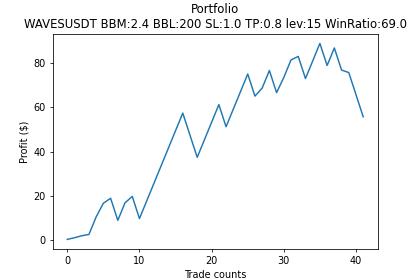 Portfolio
WAVESUSDT BBM:2.4 BBL:200 SL:1.0 TP:0.8 lev:15 WinRatio:69.0
Profit ($)
80
60
40
20
0
0 10 20 30 40
Trade counts